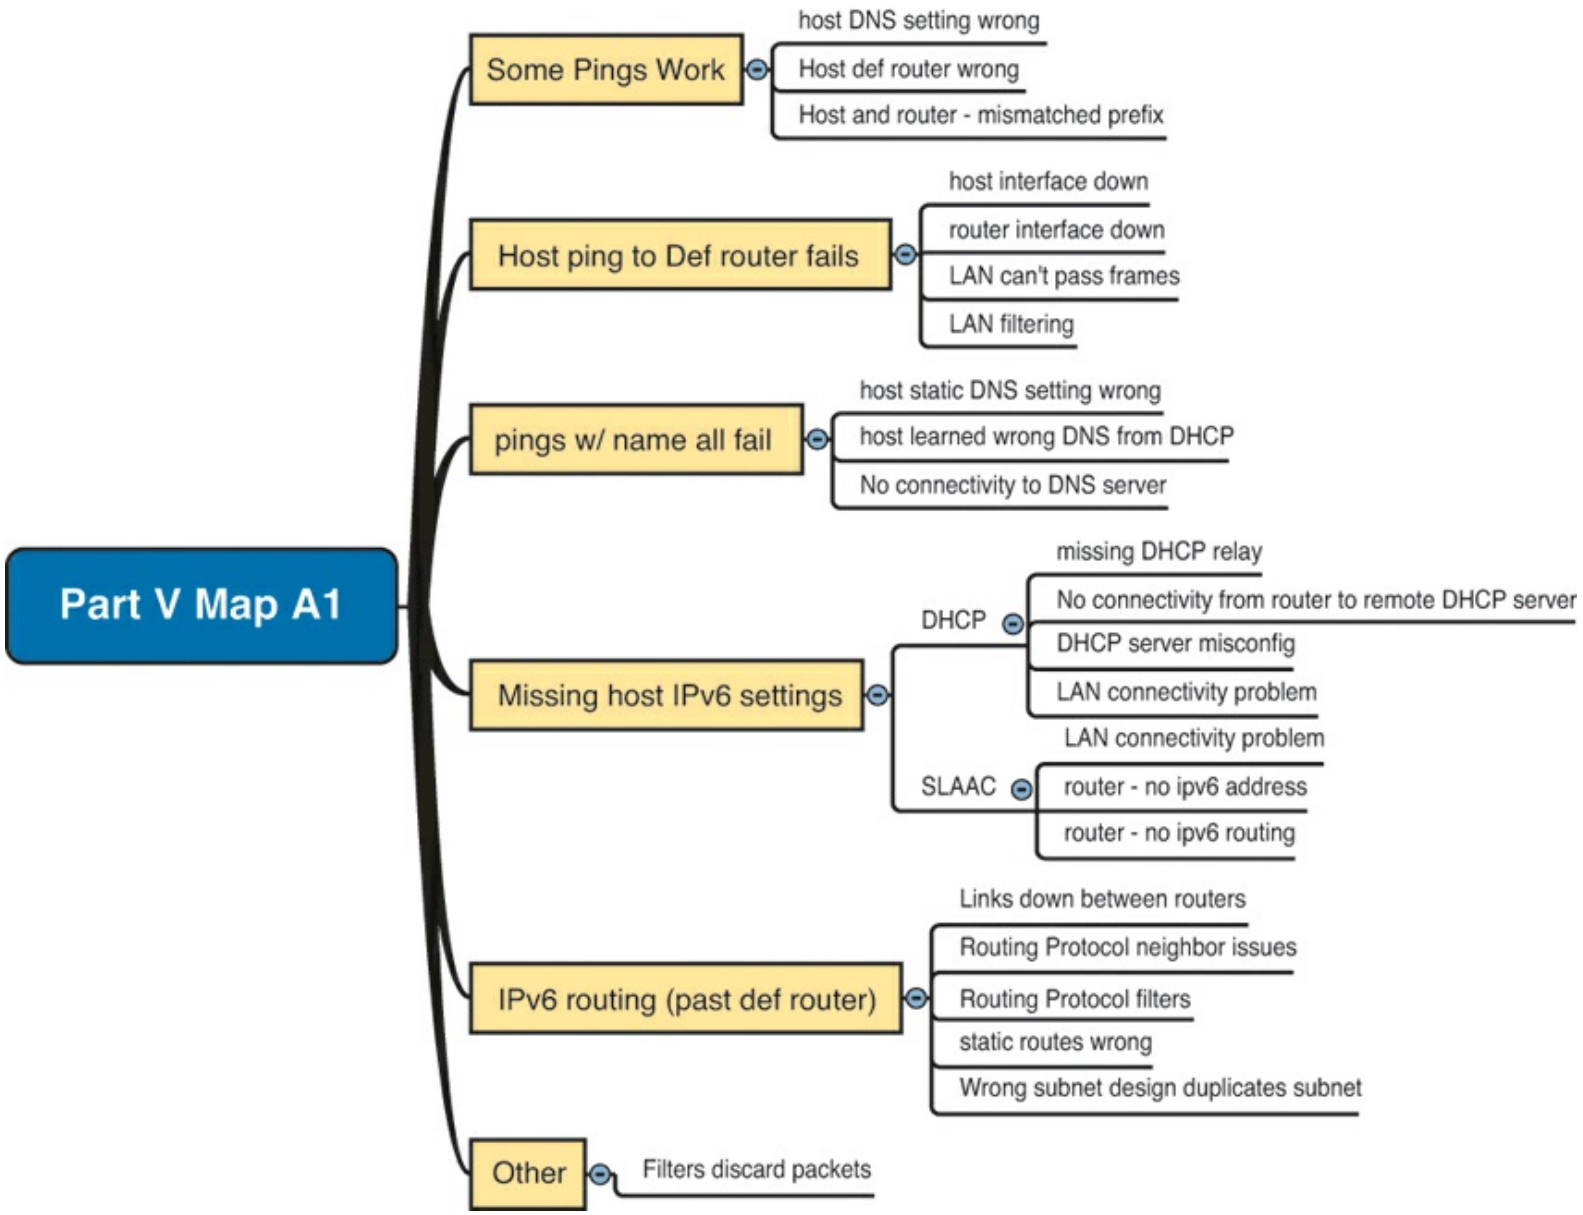 host DNS setting wrong
Some Pings Work
Host def router wrong
Host and router - mismatched prefix
host interface down
router interface down
Host ping to Def router fails
LAN can't pass frames
LAN filtering
host static DNS setting wrong
pings w/ name all fail
host learned wrong DNS from DHCP
No connectivity to DNS server
Part V Map A1
missing DHCP relay
DHCP
No connectivity from router to remote DHCP server
DHCP server misconfig
Missing host IPv6 settings
LAN connectivity problem
LAN connectivity problem
SLAAC
router - no ipv6 address
router - no ipv6 routing
Links down between routers
Routing Protocol neighbor issues
IPv6 routing (past def router)
Routing Protocol filters
static routes wrong
Wrong subnet design duplicates subnet
Other
Filters discard packets